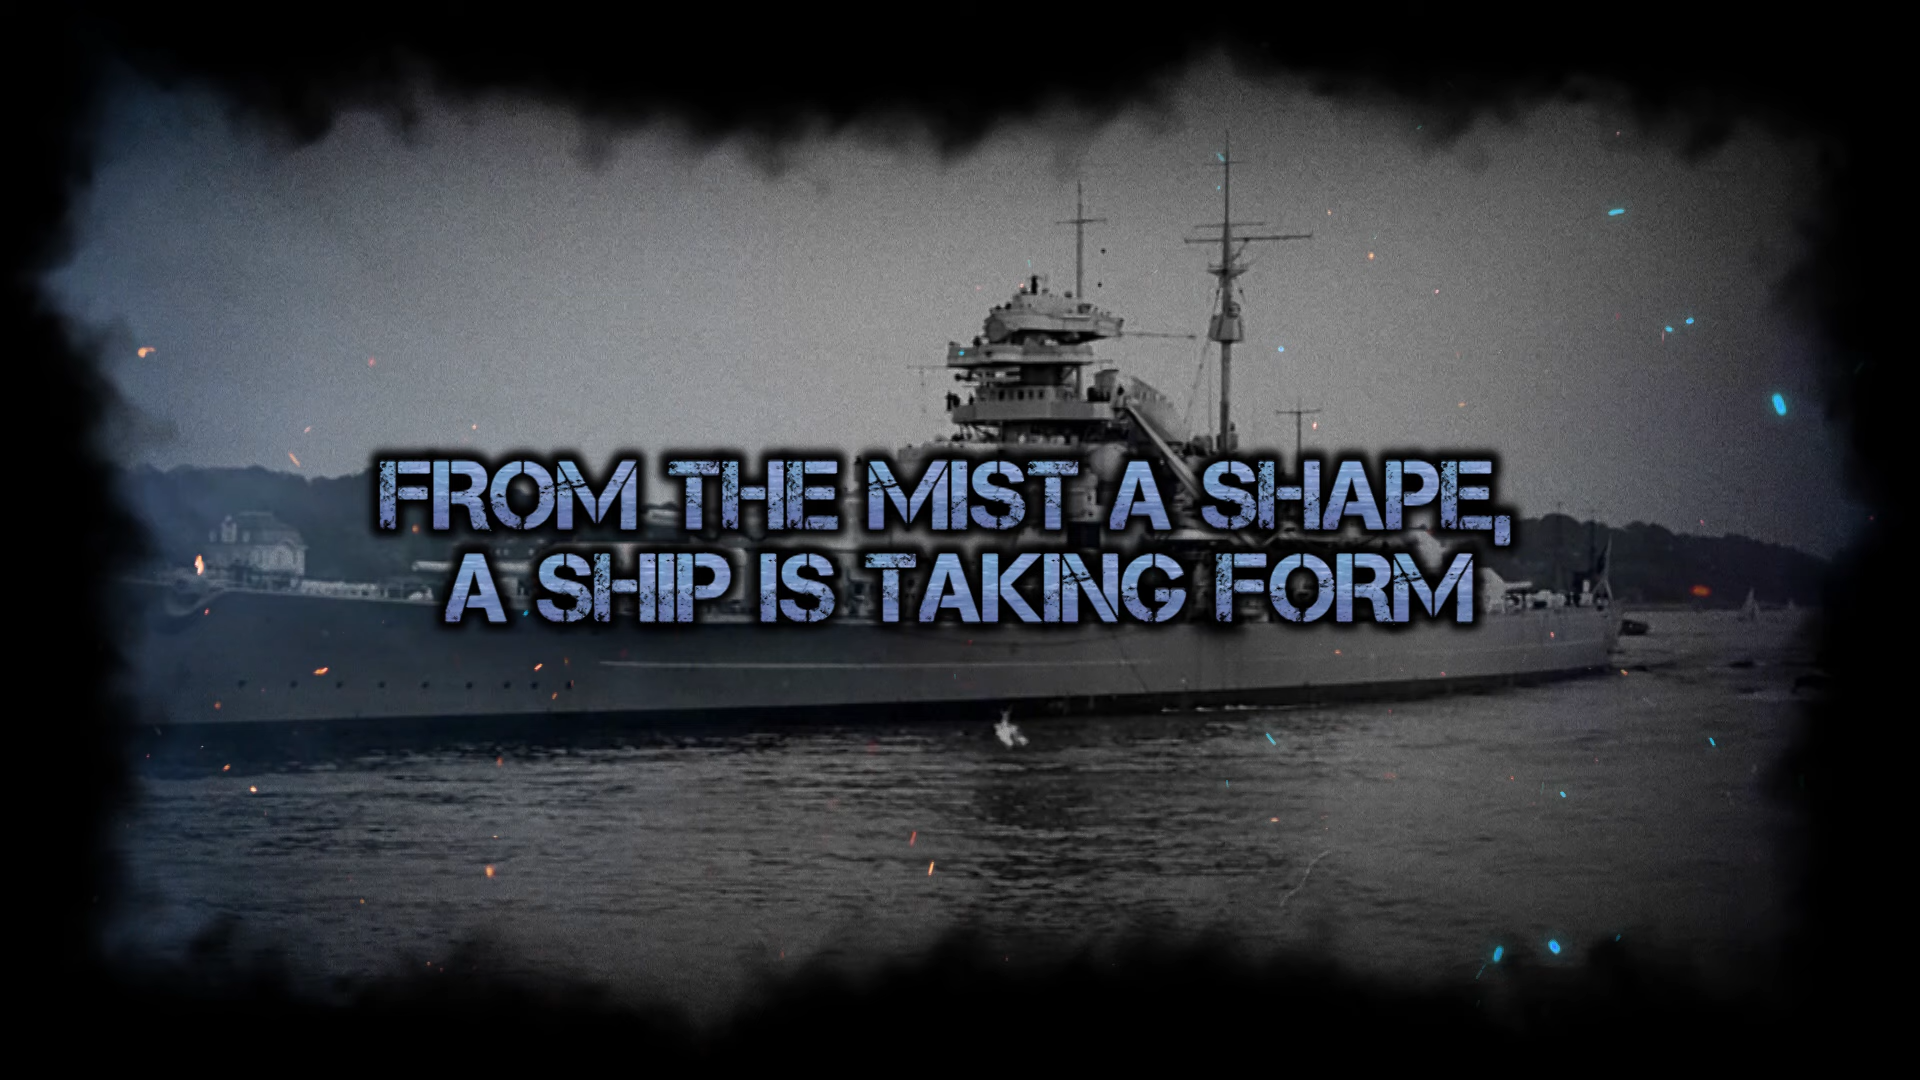 FROM THE MIST A SHAPE,
A SHIP IS TAKING FORM